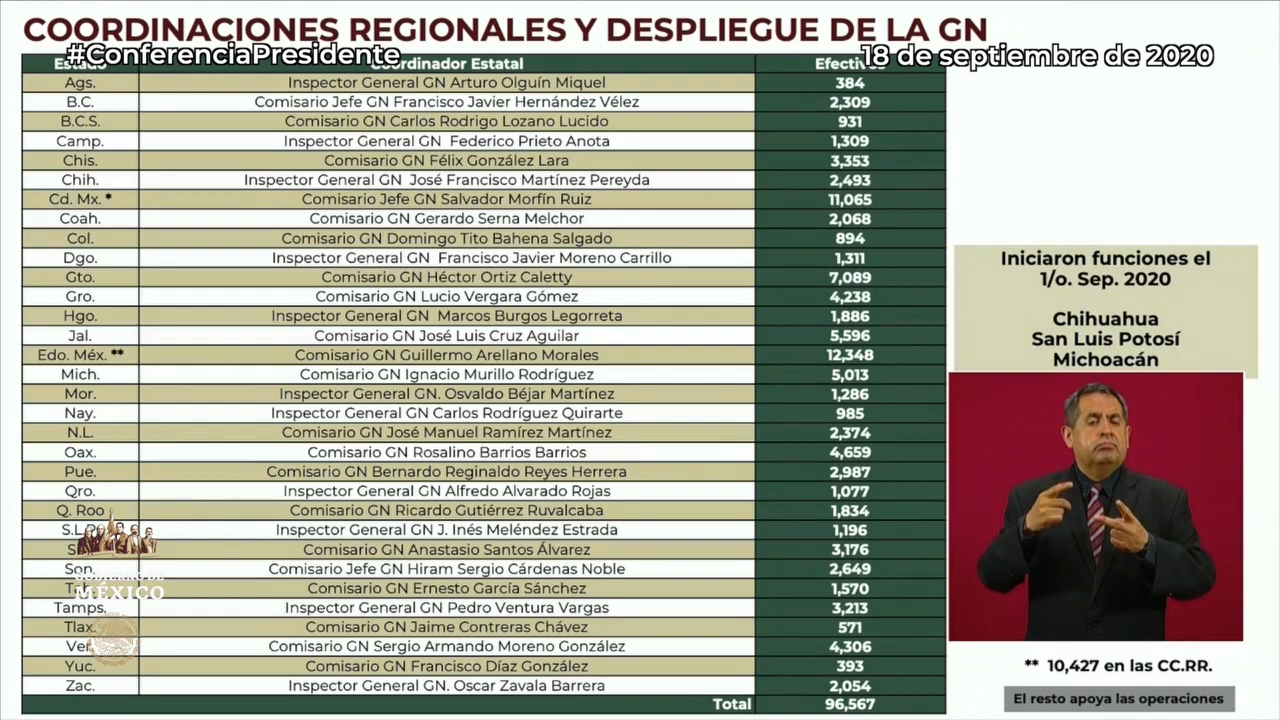 COORDINACIONES REGIONALES Y DESPLIEGUE DE LA GN
#ConferenciaPresidente
18 de septiembre de 2020
Coordinador Estatal
Ags. Inspector General GN Arturo Olguín Miquel 384
B.C. Comisario Jefe GN Francisco Javier Hernández Vélez 2,309
B.C.S. Comisario GN Carlos Rodrigo Lozano Lucido 931
Camp. Inspector General GN Federico Prieto Anota 1,309
Chis. Comisario GN Félix González Lara 3,353
Chih. Inspector General GN José Francisco Martínez Pereyda 2,493
Cd. Mx. * Comisario Jefe GN Salvador Morfín Ruiz 11,065
Coah. Comisario GN Gerardo Serna Melchor 2,068
Col. Comisario GN Domingo Tito Bahena Salgado 894
Dgo. Inspector General GN Francisco Javier Moreno Carrillo 1,311
Gto. Comisario GN Héctor Ortiz Caletty 7,089
Gro. Comisario GN Lucio Vergara Gómez 4,238
Hgo. Inspector General GN Marcos Burgos Legorreta 1,886
Jal. Comisario GN José Luis Cruz Aguilar 5,596
Edo. Méx. ** Comisario GN Guillermo Arellano Morales 12,348
Mich. Comisario GN Ignacio Murillo Rodríguez 5,013
Mor. Inspector General GN. Osvaldo Béjar Martínez 1,286
Nay. Inspector General GN Carlos Rodríguez Quirarte 985
N.L. Comisario GN José Manuel Ramírez Martínez 2,374
Oax. Comisario GN Rosalino Barrios Barrios 4,659
Pue. Comisario GN Bernardo Reginaldo Reyes Herrera 2,987
Qro. Inspector General GN Alfredo Alvarado Rojas 1,077
Q. Roo Comisario GN Ricardo Gutiérrez Ruvalcaba 1,834
Inspector General GN J. Inés Meléndez Estrada 1,196
Comisario GN Anastasio Santos Álvarez 3,176
Son. Comisario Jefe GN Hiram Sergio Cárdenas Noble 2,649
Comisario GN Ernesto García Sánchez 1,570
Tamps. Inspector General GN Pedro Ventura Vargas 3,213
Tlax. Comisario GN Jaime Contreras Chávez 571
Comisario GN Sergio Armando Moreno González 4,306
Yuc. Comisario GN Francisco Díaz González 393
Zac. Inspector General GN. Oscar Zavala Barrera 2,054
Total 96,567
GOBIERNO DE
MÉXICO
Iniciaron funciones el
1/o. Sep. 2020
Chihuahua
San Luis Potosí
Michoacán
** 10,427 en las CC.RR.
El resto apoya las operaciones